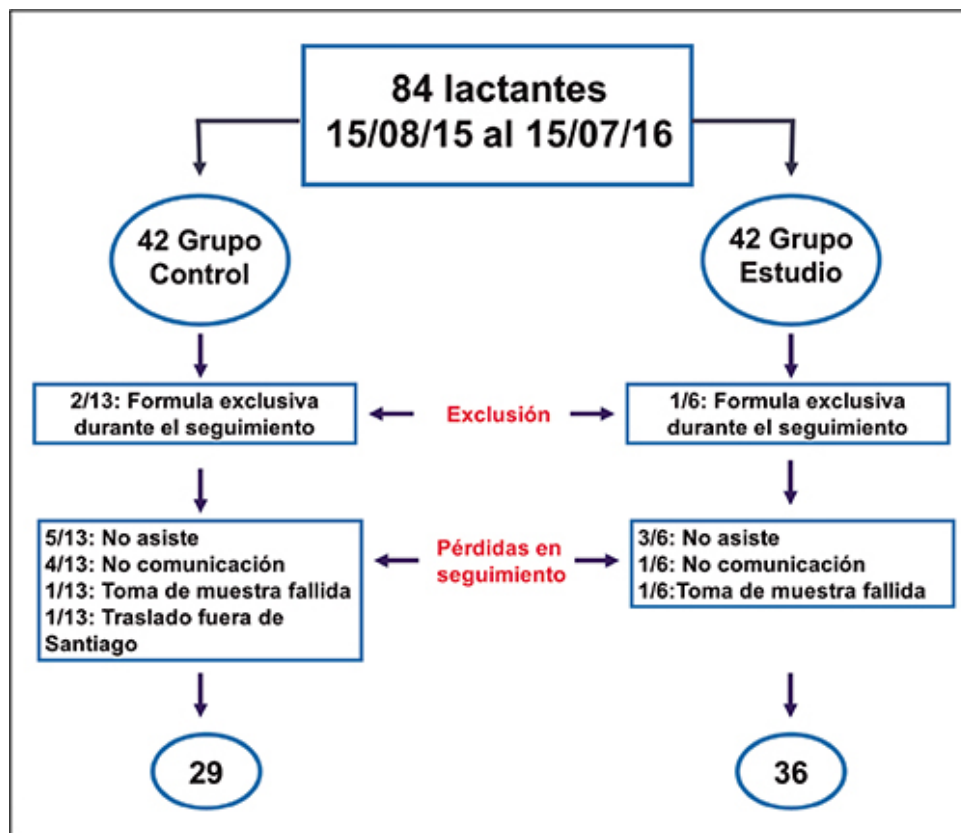 84 lactantes
15/08/15 al 15/07/16
42 Grupo
Control
42 Grupo
Estudio
2/13: Formula exclusiva
durante el seguimiento
Exclusión
1/6: Formula exclusiva
durante el seguimiento
5/13: No asiste
4/13: No comunicación
1/13: Toma de muestra fallida
1/13: Traslado fuera de
Santiago
Pérdidas en
seguimiento
3/6: No asiste
1/6: No comunicación
1/6:Toma de muestra fallida
29
36